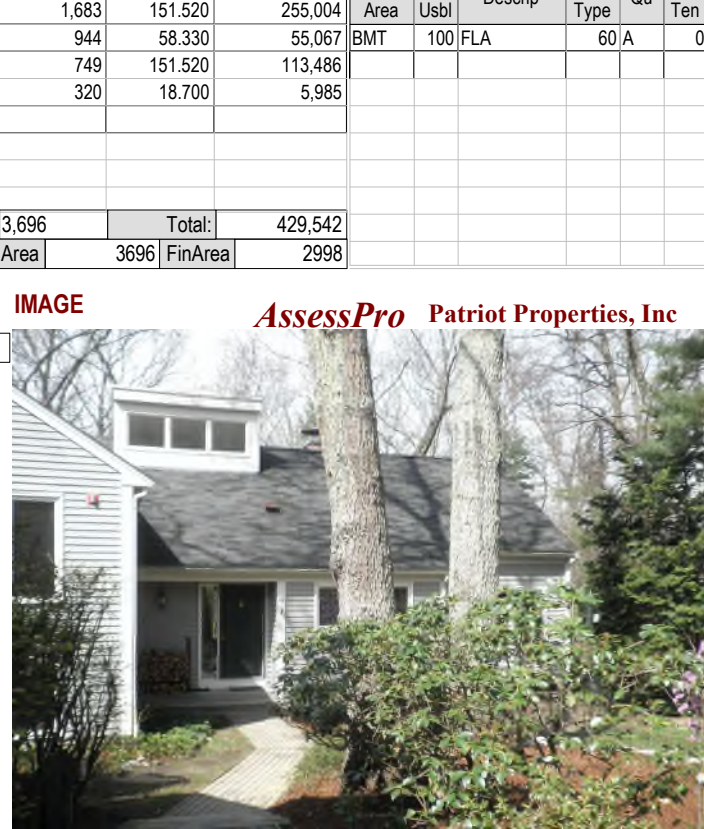 1,683 151.520 255,004 Area Usbl Descrip Type Qu Ten
944 58.330 55,067 BMT 100 FLA 60 A 0
749 151.520 113,486
320 18.700 5,985
3,696 Total: 429,542
Area 3696 FinArea 2998
IMAGE AssessPro Patriot Properties, Inc